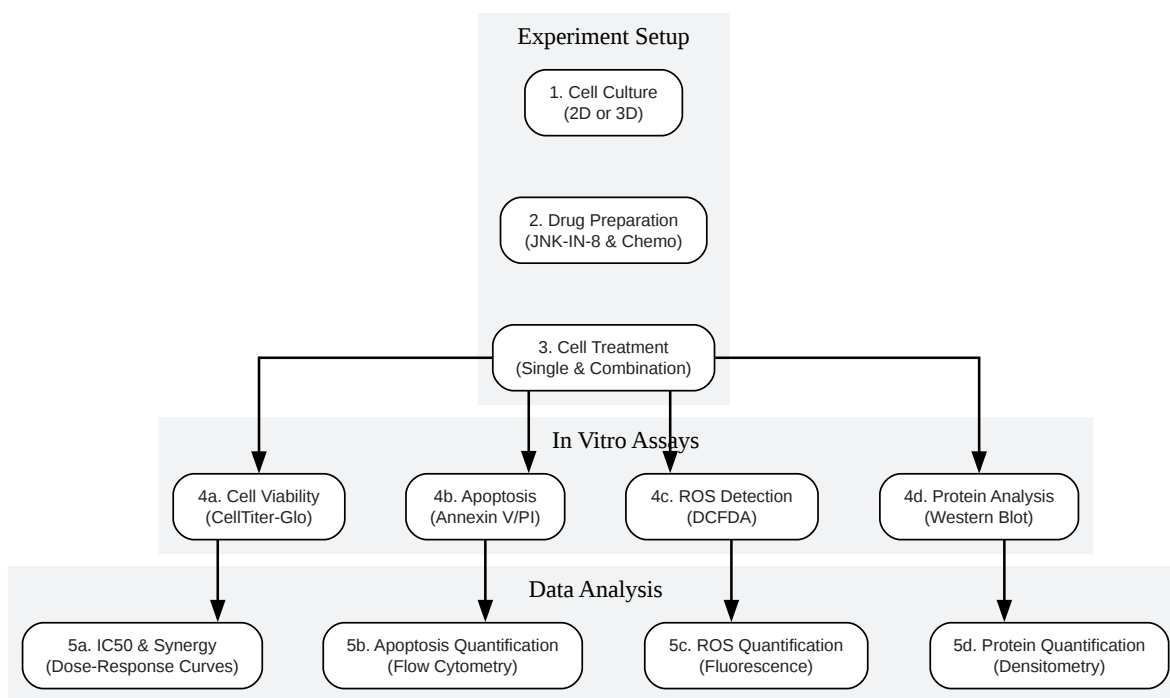 Experiment Setup
1. Cell Culture
(2D or 3D)
2. Drug Preparation
(JNK-IN-8 & Chemo)
3. Cell Treatment
(Single & Combination)
In Vitro Assays
4a. Cell Viability
(CellTiter-Glo)
4b. Apoptosis
(Annexin V/PI)
4c. ROS Detection
(DCFDA)
4d. Protein Analysis
(Western Blot)
Data Analysis
5a. IC50 & Synergy
(Dose-Response Curves)
5b. Apoptosis Quantification
(Flow Cytometry)
5c. ROS Quantification
(Fluorescence)
5d. Protein Quantification
(Densitometry)